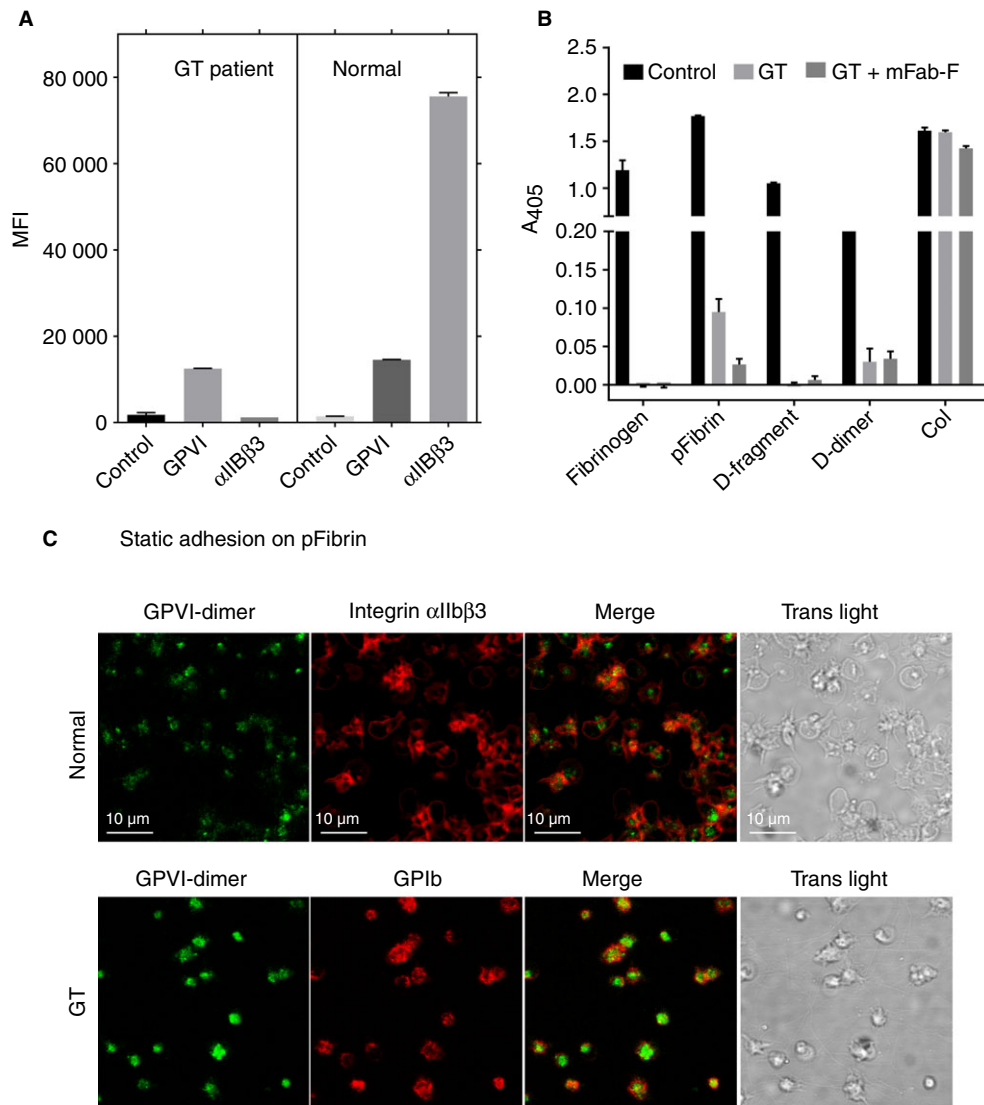 A
GT patient
Normal
80 000
60 000
40 000
20 000
0
MFI
Control
GPVI
αIIBβ3
Control
GPVI
αIIBβ3
B
Control
GT
GT + mFab-F
2.5
2.0
1.5
1.0
0.20
0.15
0.10
0.05
0.00
A405
Fibrinogen
pFibrin
D-fragment
D-dimer
Col
C
Static adhesion on pFibrin
GPVI-dimer
Integrin αIIbβ3
Merge
Trans light
Normal
10 µm
10 µm
10 µm
10 µm
GPVI-dimer
GPIb
Merge
Trans light
GT